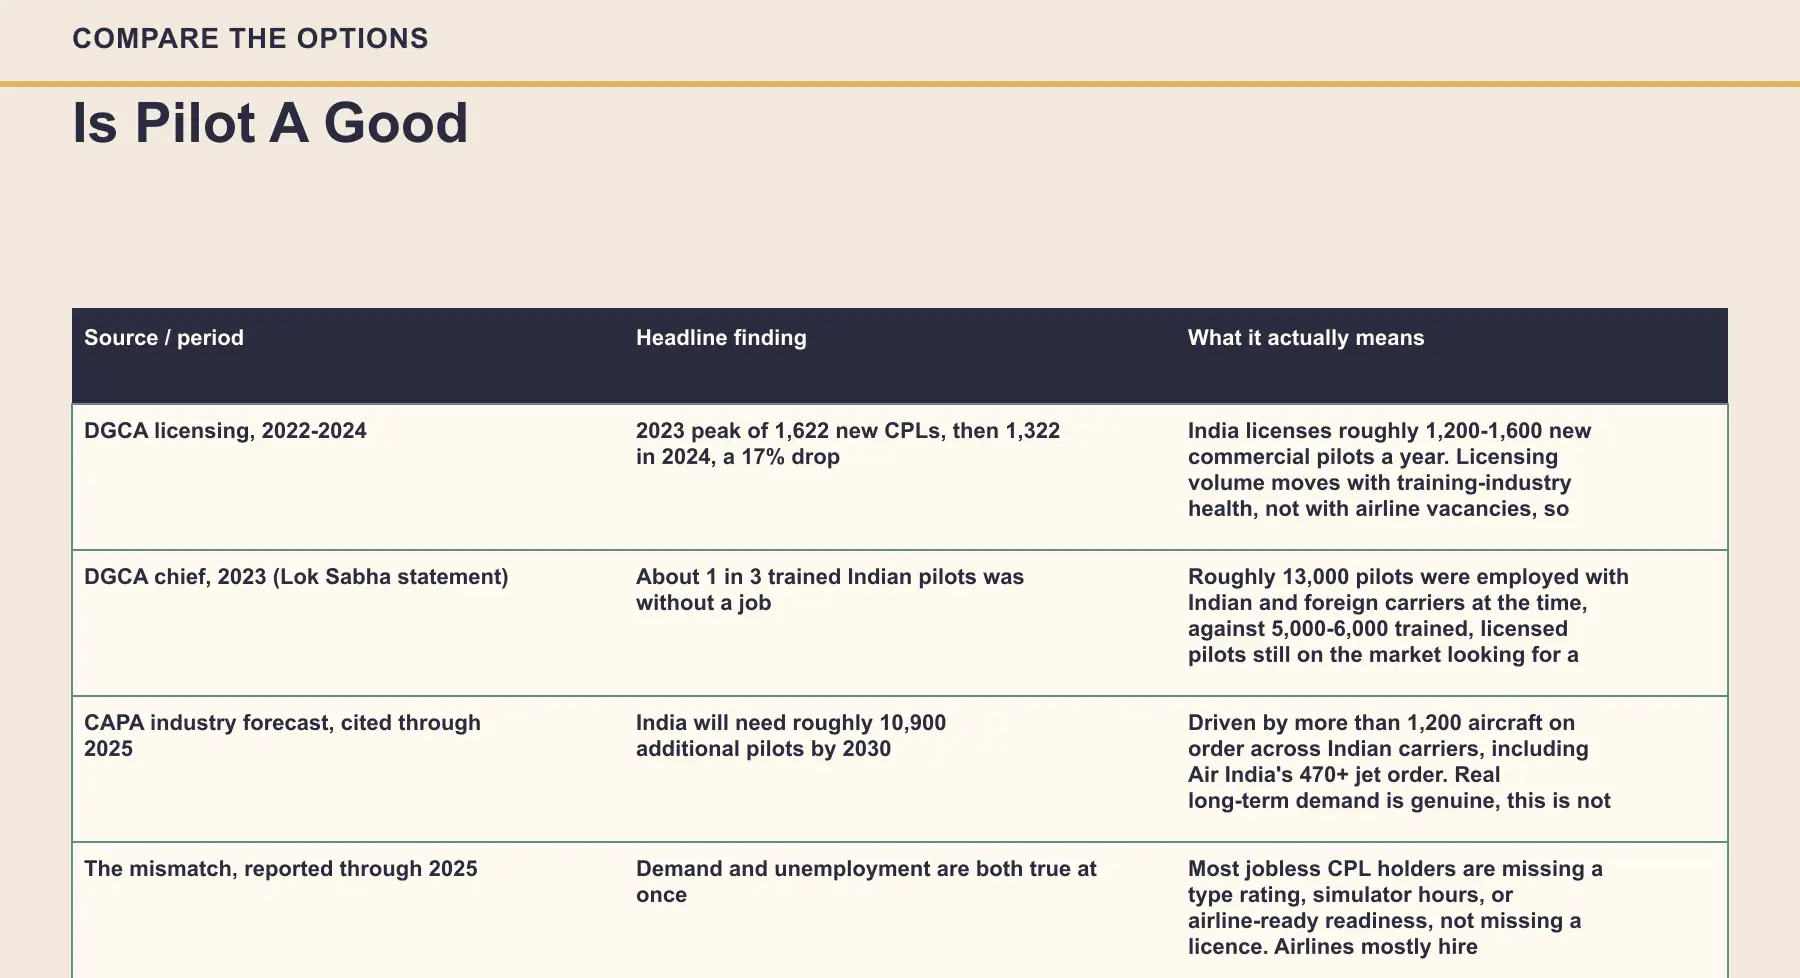 COMPARE THE OPTIONS
Is Pilot A Good
Source / period
Headline finding
What it actually means
DGCA licensing, 2022-2024
2023 peak of 1,622 new CPLs, then 1,322
in 2024, a 17% drop
India licenses roughly 1,200-1,600 new
commercial pilots a year. Licensing
volume moves with training-industry
health, not with airline vacancies, so
DGCA chief, 2023 (Lok Sabha statement)
About 1 in 3 trained Indian pilots was
without a job
Roughly 13,000 pilots were employed with
Indian and foreign carriers at the time,
against 5,000-6,000 trained, licensed
pilots still on the market looking for a
CAPA industry forecast, cited through
2025
India will need roughly 10,900
additional pilots by 2030
Driven by more than 1,200 aircraft on
order across Indian carriers, including
Air India's 470+ jet order. Real
long-term demand is genuine, this is not
The mismatch, reported through 2025
Demand and unemployment are both true at
once
Most jobless CPL holders are missing a
type rating, simulator hours, or
airline-ready readiness, not missing a
licence. Airlines mostly hire